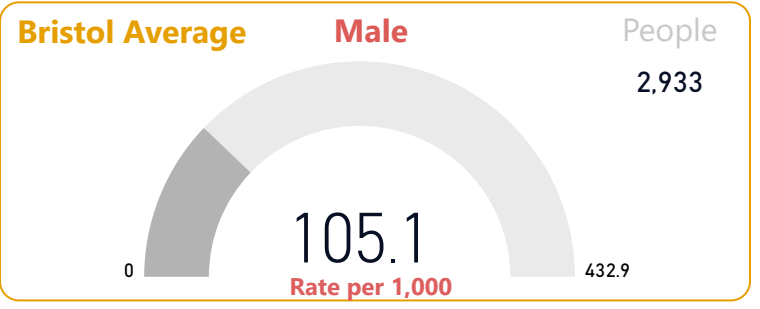 Bristol Average Male People
2,933
105.1
0 432.9
Rate per 1,000